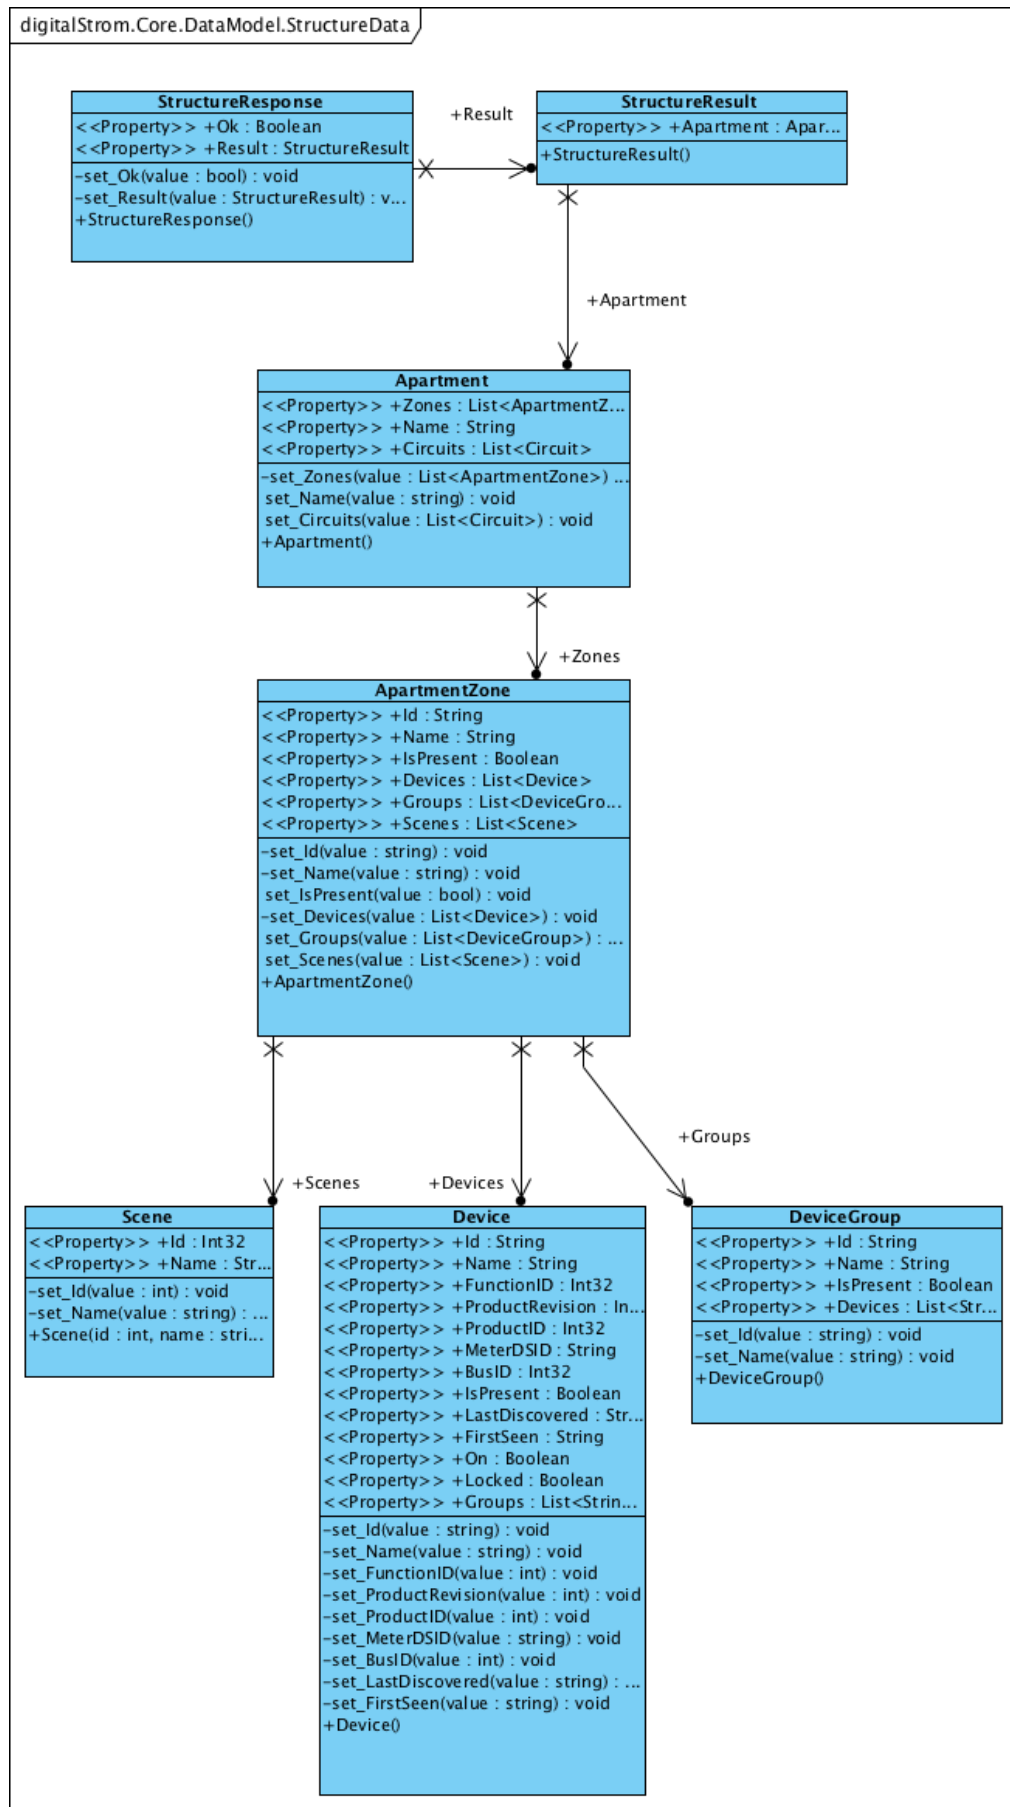 digitalStrom.Core.DataModel.StructureData
StructureResponse
<<Property>> +Ok : Boolean
<<Property>> +Result : StructureResult
-set_Ok(value : bool) : void
-set_Result(value : StructureResult) : v...
+StructureResponse()
+Result
StructureResult
<<Property>> +Apartment : Apar...
+StructureResult()
+Apartment
Apartment
<<Property>> +Zones : List<ApartmentZ...
<<Property>> +Name : String
<<Property>> +Circuits : List<Circuit>
-set_Zones(value : List<ApartmentZone>) ...
set_Name(value : string) : void
set_Circuits(value : List<Circuit>) : void
+Apartment()
+Zones
ApartmentZone
<<Property>> +Id : String
<<Property>> +Name : String
<<Property>> +IsPresent : Boolean
<<Property>> +Devices : List<Device>
<<Property>> +Groups : List<DeviceGro...
<<Property>> +Scenes : List<Scene>
-set_Id(value : string) : void
-set_Name(value : string) : void
set_IsPresent(value : bool) : void
-set_Devices(value : List<Device>) : void
set_Groups(value : List<DeviceGroup>) : ...
set_Scenes(value : List<Scene>) : void
+ApartmentZone()
+Groups
+Scenes
+Devices
Scene
<<Property>> +Id : Int32
<<Property>> +Name : Str...
-set_Id(value : int) : void
-set_Name(value : string) : ...
+Scene(id : int, name : stri...
Device
<<Property>> +Id : String
<<Property>> +Name : String
<<Property>> +FunctionID : Int32
<<Property>> +ProductRevision : In...
<<Property>> +ProductID : Int32
<<Property>> +MeterDSID : String
<<Property>> +BusID : Int32
<<Property>> +IsPresent : Boolean
<<Property>> +LastDiscovered : Str...
<<Property>> +FirstSeen : String
<<Property>> +On : Boolean
<<Property>> +Locked : Boolean
<<Property>> +Groups : List<Strin...
-set_Id(value : string) : void
-set_Name(value : string) : void
-set_FunctionID(value : int) : void
-set_ProductRevision(value : int) : void
-set_ProductID(value : int) : void
-set_MeterDSID(value : string) : void
-set_BusID(value : int) : void
-set_LastDiscovered(value : string) : ...
-set_FirstSeen(value : string) : void
+Device()
DeviceGroup
<<Property>> +Id : String
<<Property>> +Name : String
<<Property>> +IsPresent : Boolean
<<Property>> +Devices : List<Str...
-set_Id(value : string) : void
-set_Name(value : string) : void
+DeviceGroup()